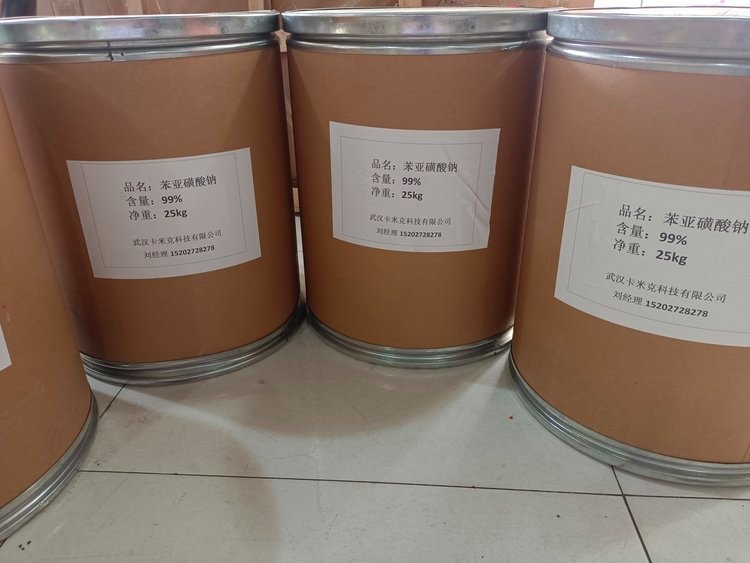 品名：苯亚磺酸钠
含量：99%
净重：25kg
武汉卡米克科技有限公司
刘经理 15202728278
品名：苯亚磺酸钠
含量：99%
净重：25kg
武汉卡米克科技有限公司
刘经理 15202728278
品名：苯亚磺酸钠
含量：99%
净重：25kg
武汉卡米克科技有限公司
刘经理 15202728278